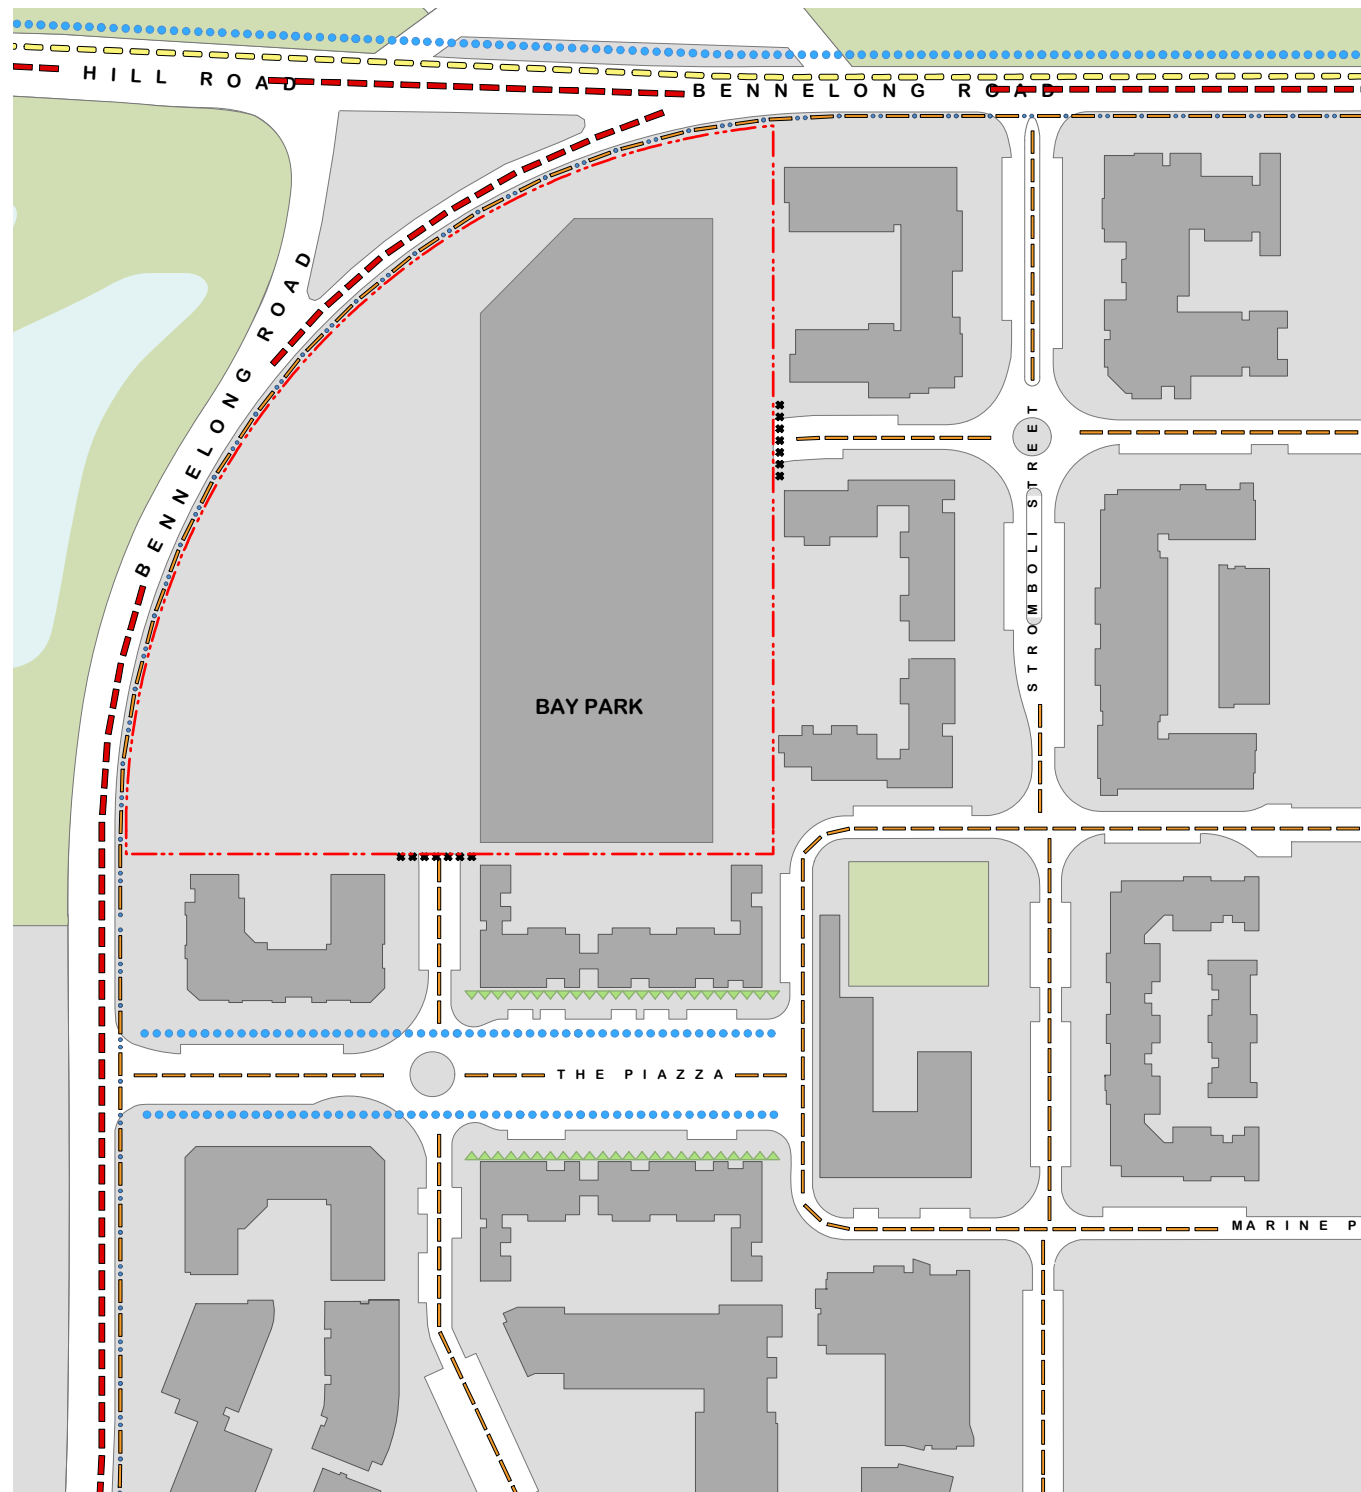 HILL ROAD
BENNELONG ROAD
BENNELONG ROAD
STROMBOLI STREET
BAY PARK
THE PIAZZA
MARINE P